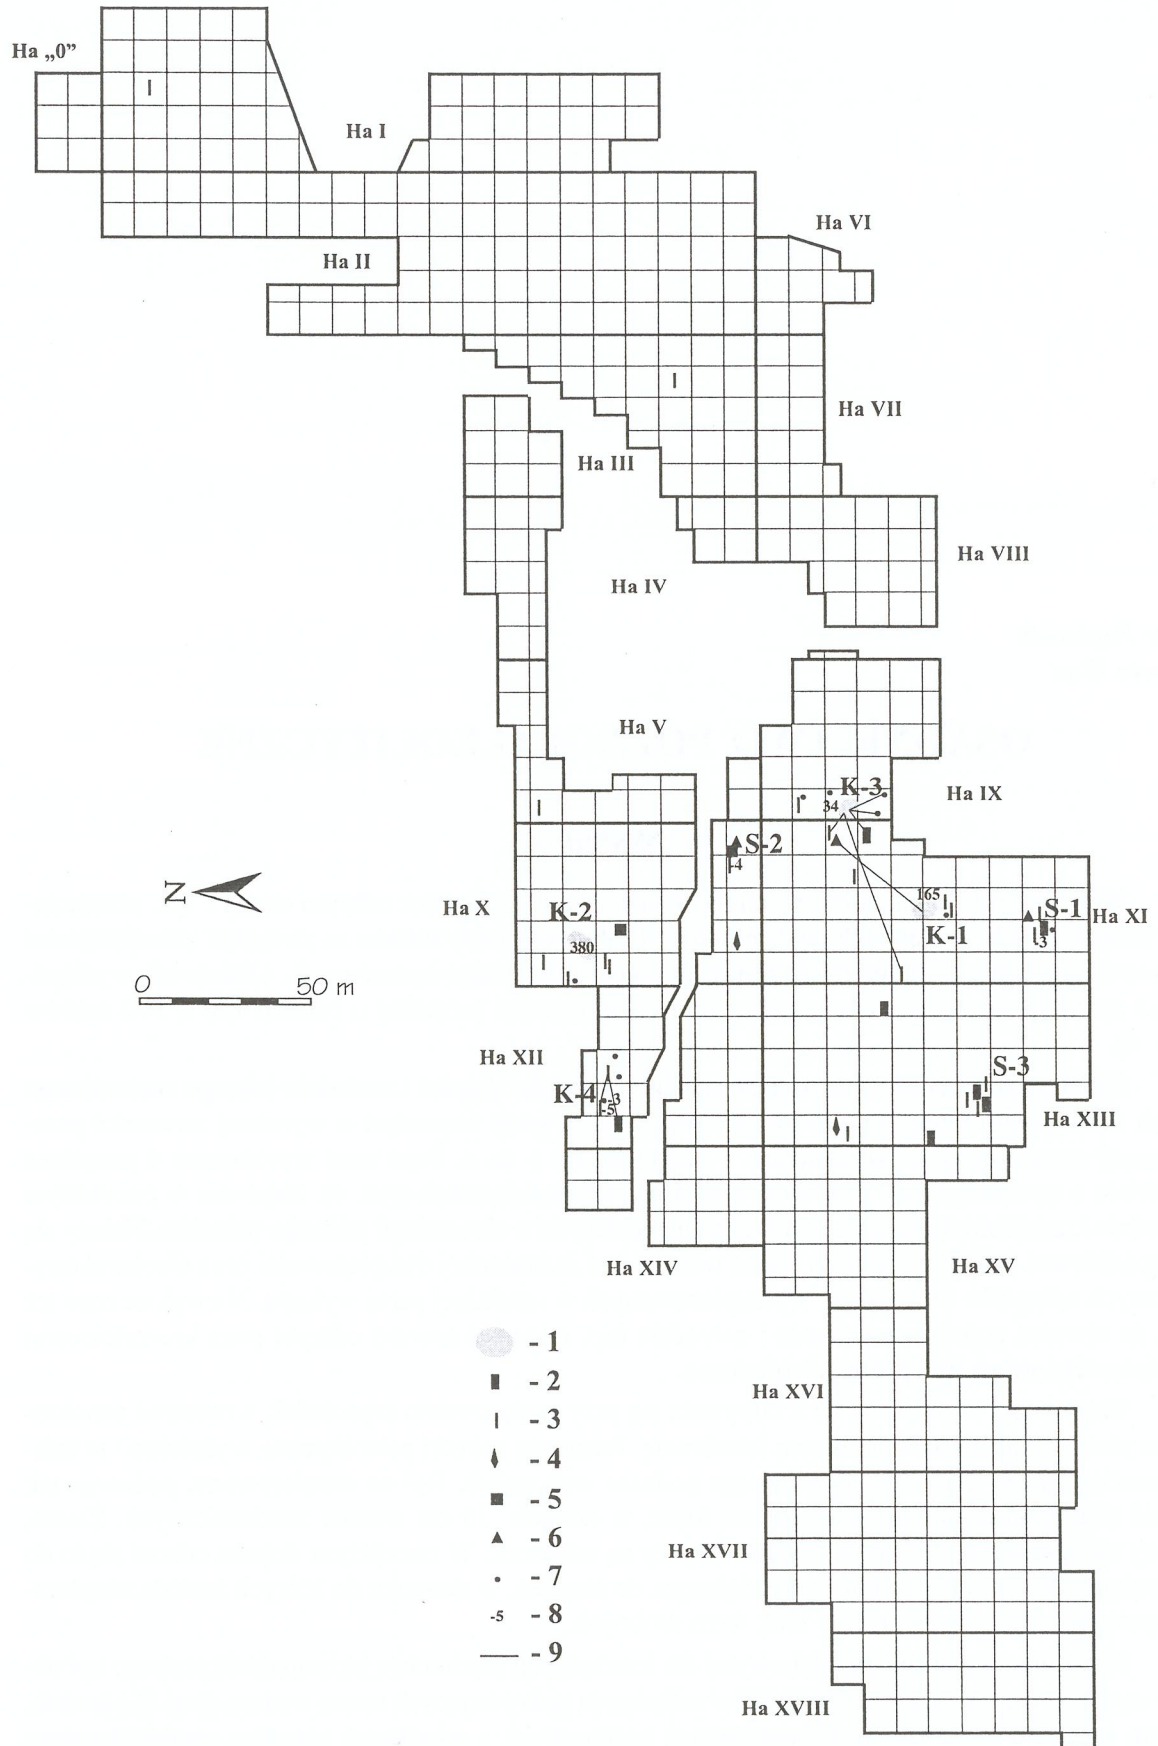 Ha „0”
Ha I
Ha VI
Ha II
Ha VII
Ha III
Ha VIII
Ha IV
Ha V
K-3
Ha IX
34
S-2
-4
N
165
K-2
Ha X
S-1
Ha XI
K-1
-3
380
0 50 m
Ha XII
S-3
K-4
-3
-5
Ha XIII
Ha XIV
Ha XV
- 1
- 2
Ha XVI
- 3
- 4
- 5
- 6
Ha XVII
- 7
-5 - 8
- 9
Ha XVIII